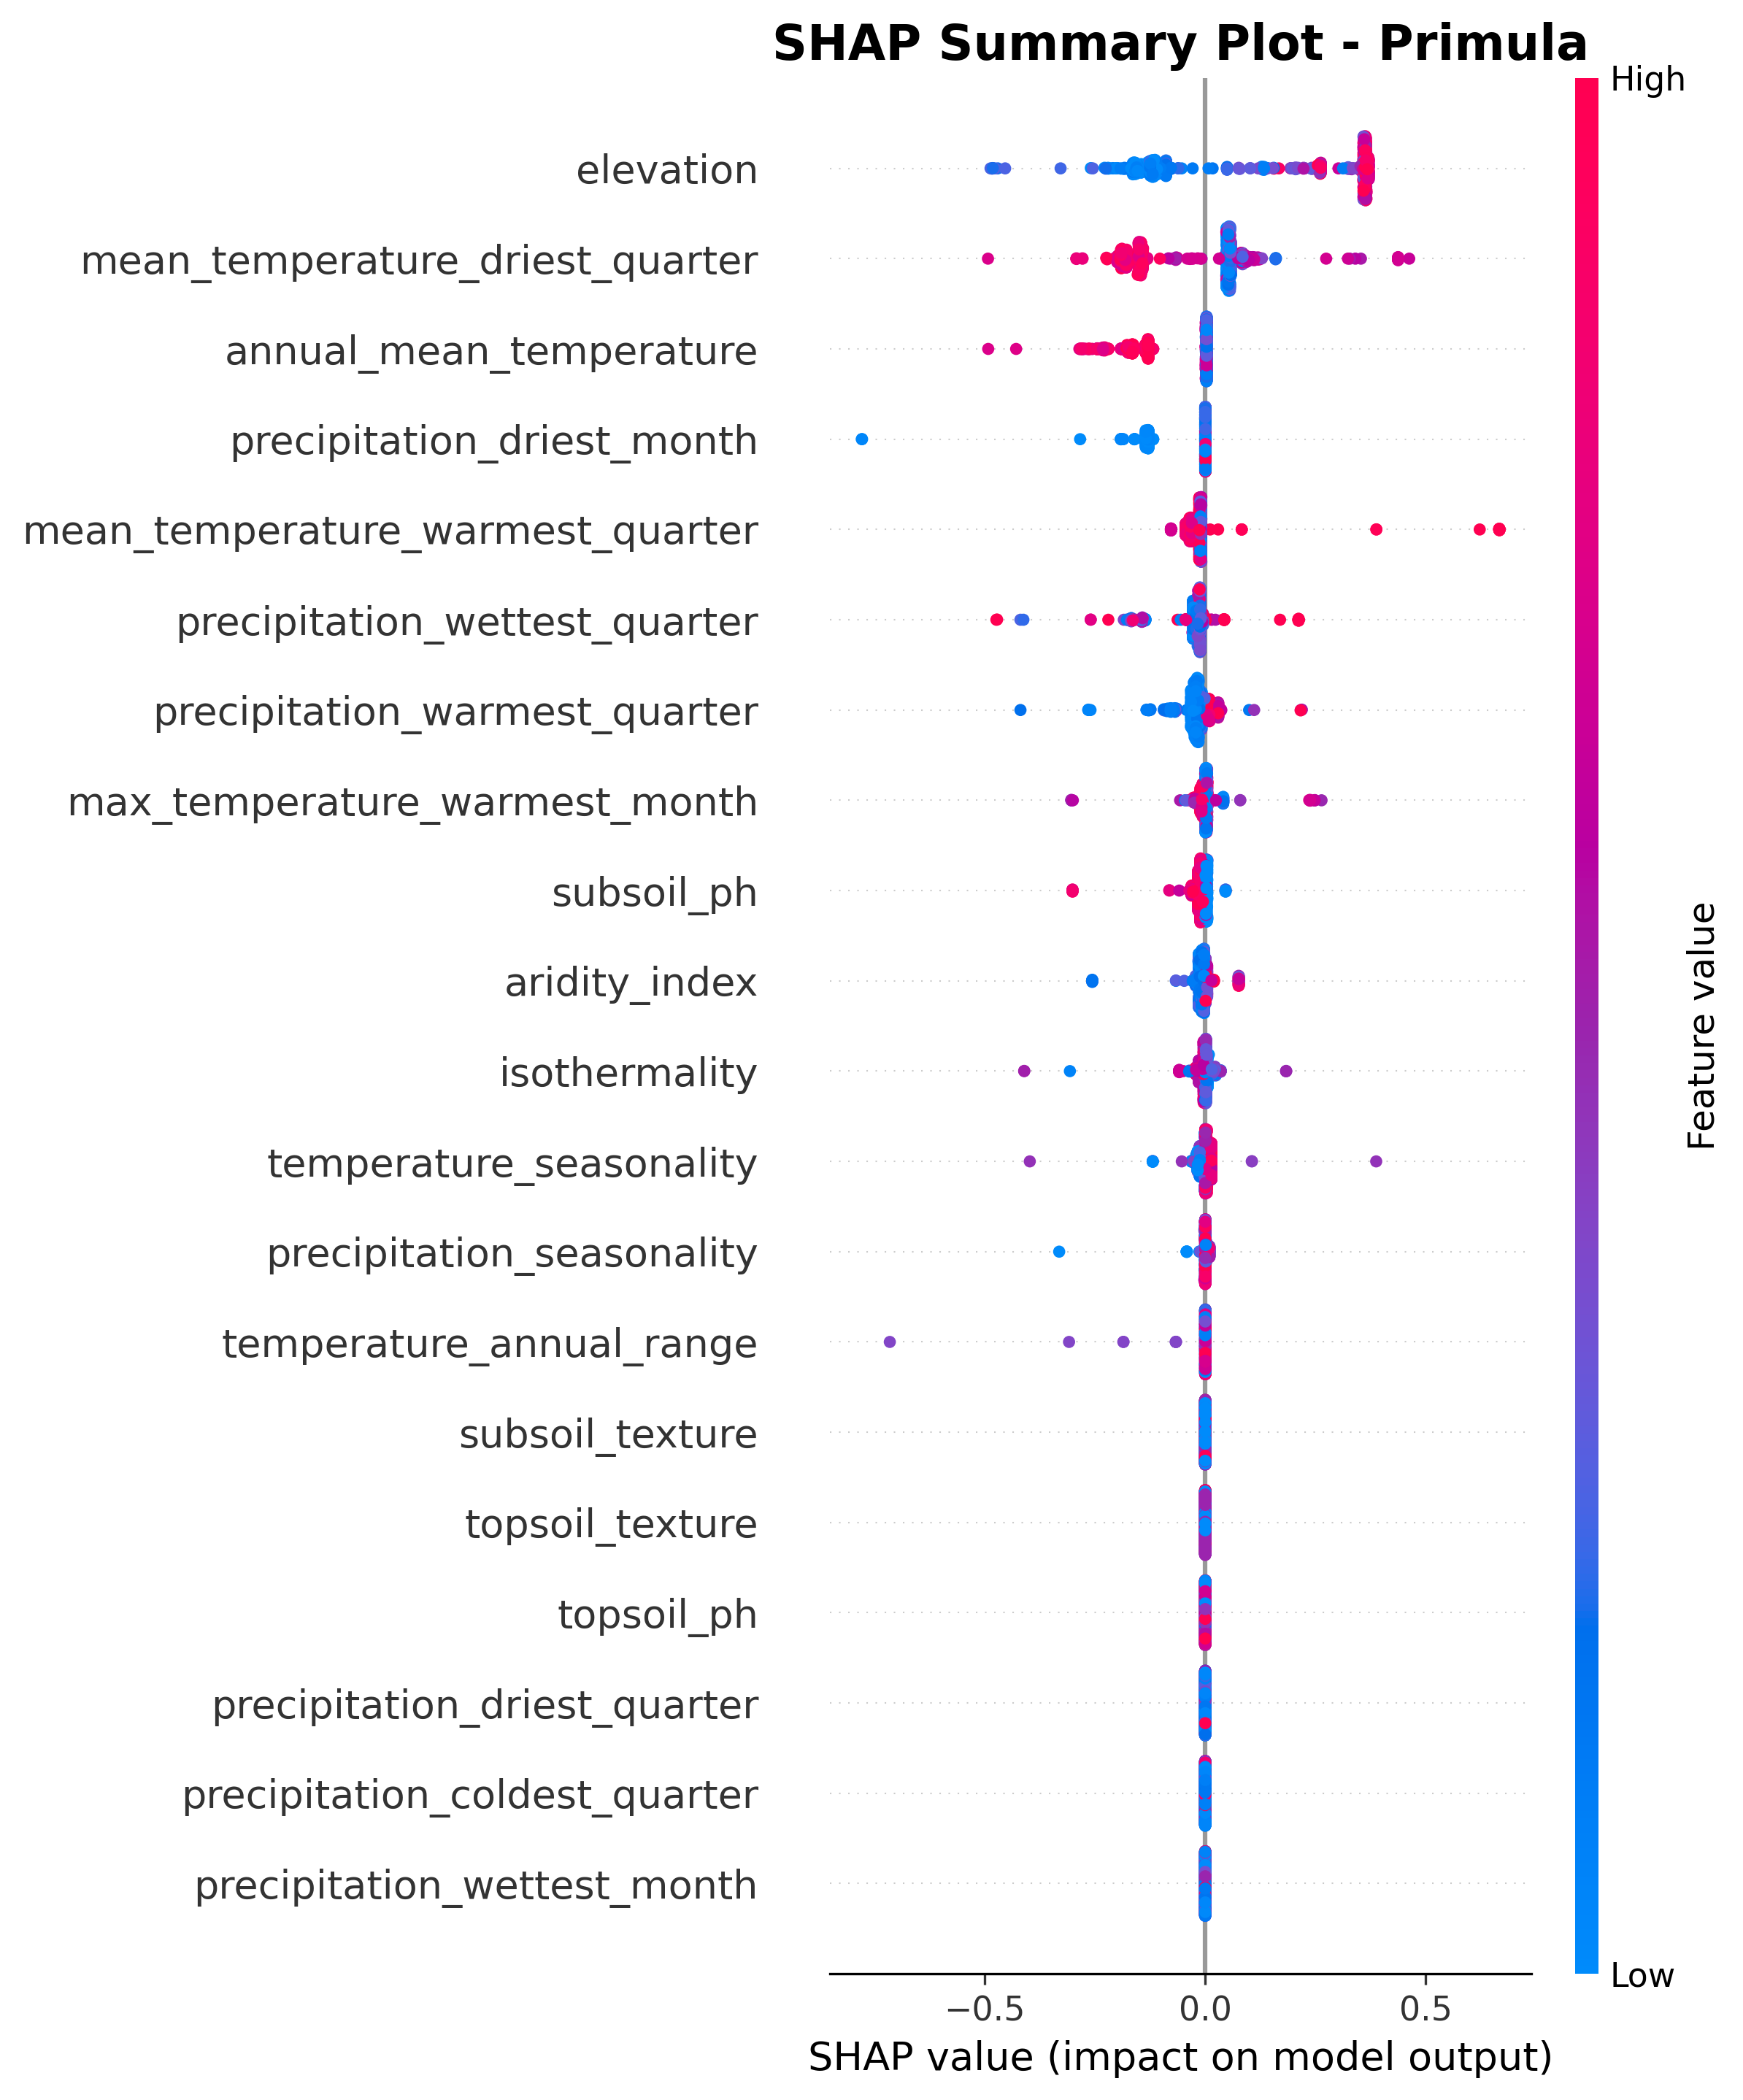 SHAP Summary Plot - Primula
High
elevation
mean_temperature_driest_quarter
annual_mean_temperature
precipitation_driest_month
mean_temperature_warmest_quarter
precipitation_wettest_quarter
precipitation_warmest_quarter
max_temperature_warmest_month
subsoil_ph
aridity_index
isothermality
temperature_seasonality
precipitation_seasonality
temperature_annual_range
subsoil_texture
topsoil_texture
topsoil_ph
precipitation_driest_quarter
precipitation_coldest_quarter
precipitation_wettest_month
Feature value
Low
−0.5 0.0 0.5
SHAP value (impact on model output)